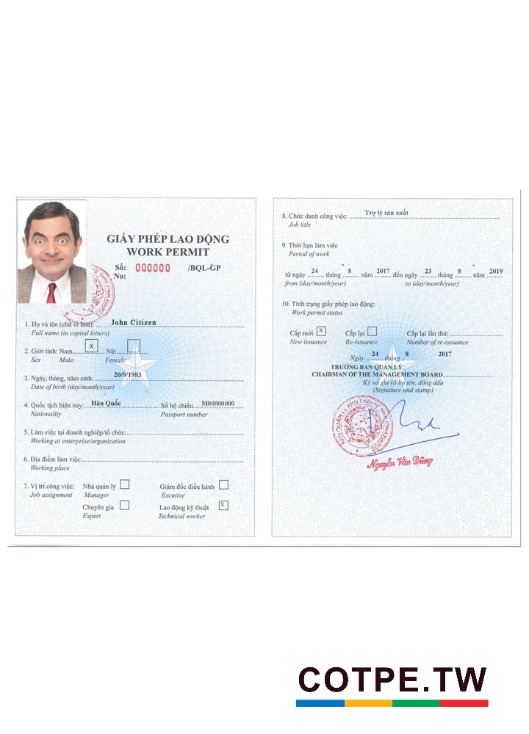 GIẤY PHÉP LAO ĐỘNG
WORK PERMIT
Số: 000000 /BQL-GP
No:
1. Họ và tên (chữ in hoa): John Citizen
Full name (in capital letters)
2. Giới tính: Nam X Nữ
Sex Male Female
3. Ngày, tháng, năm sinh: 20/9/1983
Date of birth (day/month/year)
4. Quốc tịch hiện nay: Hàn Quốc Số hộ chiếu: M00000000
Nationality Passport number
5. Làm việc tại doanh nghiệp/tổ chức:
Working at enterprise/organization
6. Địa điểm làm việc:
Working place
7. Vị trí công việc: Nhà quản lý Giám đốc điều hành
Job assignment Manager Excutive
Chuyên gia Lao động kỹ thuật X
Expert Technical worker
8. Chức danh công việc: Trợ lý sản xuất
Job title
9. Thời hạn làm việc
Period of work
từ ngày 24 tháng 8 năm 2017 đến ngày 23 tháng 8 năm 2019
from (day/month/year) to (day/month/year)
10. Tình trạng giấy phép lao động:
Work permit status
Cấp mới X Cấp lại Cấp lại lần thứ:
New issuance Re-issuance Number of re-issuance
Ngày 24 tháng 8 2017
TRƯỞNG BAN QUẢN LÝ
CHAIRMAN OF THE MANAGEMENT BOARD
Ký và ghi rõ họ tên, đóng dấu
(Signature and stamp)
Nguyễn Văn Dũng
COTPE.TW